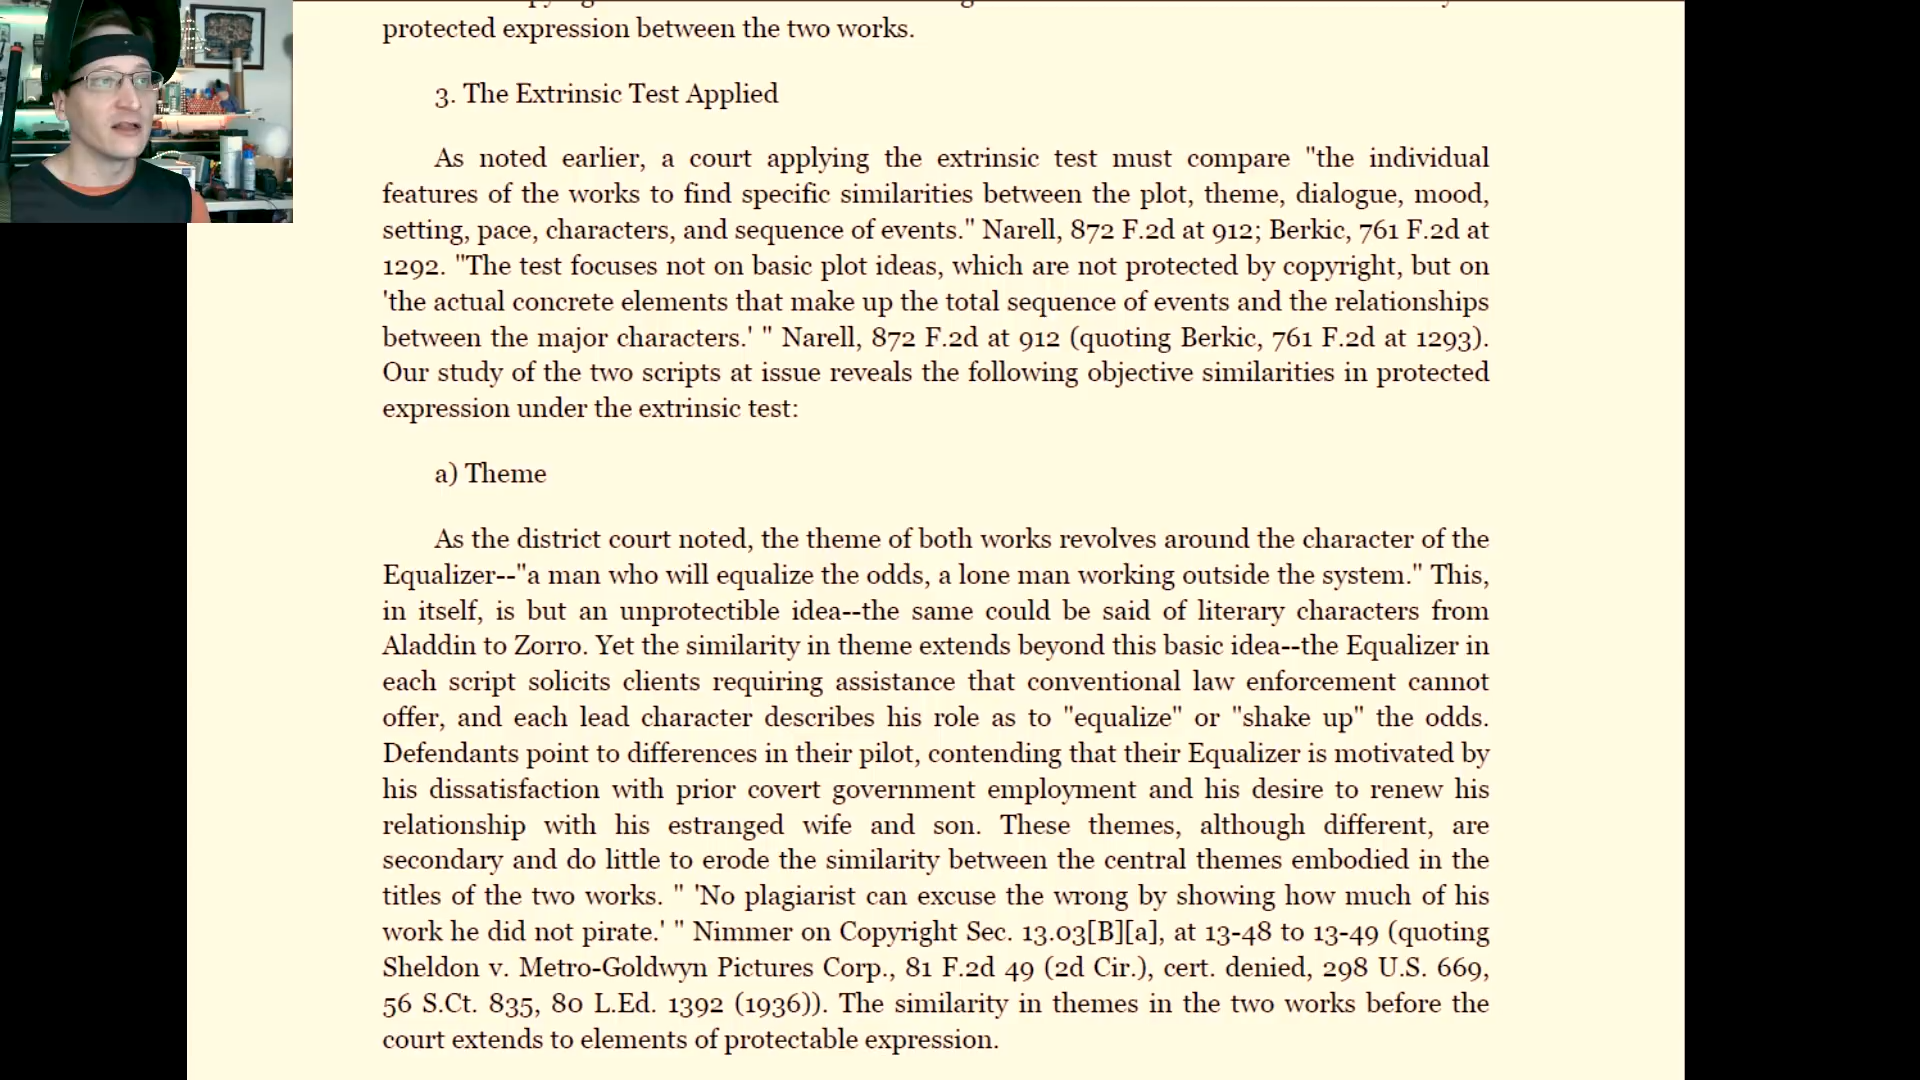 protected expression between the two works.
3. The Extrinsic Test Applied
As noted earlier, a court applying the extrinsic test must compare "the individual
features of the works to find specific similarities between the plot, theme, dialogue, mood,
setting, pace, characters, and sequence of events." Narell, 872 F.2d at 912; Berkic, 761 F.2d at
1292. "The test focuses not on basic plot ideas, which are not protected by copyright, but on
'the actual concrete elements that make up the total sequence of events and the relationships
between the major characters.' " Narell, 872 F.2d at 912 (quoting Berkic, 761 F.2d at 1293).
Our study of the two scripts at issue reveals the following objective similarities in protected
expression under the extrinsic test:
a) Theme
As the district court noted, the theme of both works revolves around the character of the
Equalizer--"a man who will equalize the odds, a lone man working outside the system." This,
in itself, is but an unprotectible idea--the same could be said of literary characters from
Aladdin to Zorro. Yet the similarity in theme extends beyond this basic idea--the Equalizer in
each script solicits clients requiring assistance that conventional law enforcement cannot
offer, and each lead character describes his role as to "equalize" or "shake up" the odds.
Defendants point to differences in their pilot, contending that their Equalizer is motivated by
his dissatisfaction with prior covert government employment and his desire to renew his
relationship with his estranged wife and son. These themes, although different, are
secondary and do little to erode the similarity between the central themes embodied in the
titles of the two works. " 'No plagiarist can excuse the wrong by showing how much of his
work he did not pirate.' " Nimmer on Copyright Sec. 13.03[B][a], at 13-48 to 13-49 (quoting
Sheldon v. Metro-Goldwyn Pictures Corp., 81 F.2d 49 (2d Cir.), cert. denied, 298 U.S. 669,
56 S.Ct. 835, 80 L.Ed. 1392 (1936)). The similarity in themes in the two works before the
court extends to elements of protectable expression.